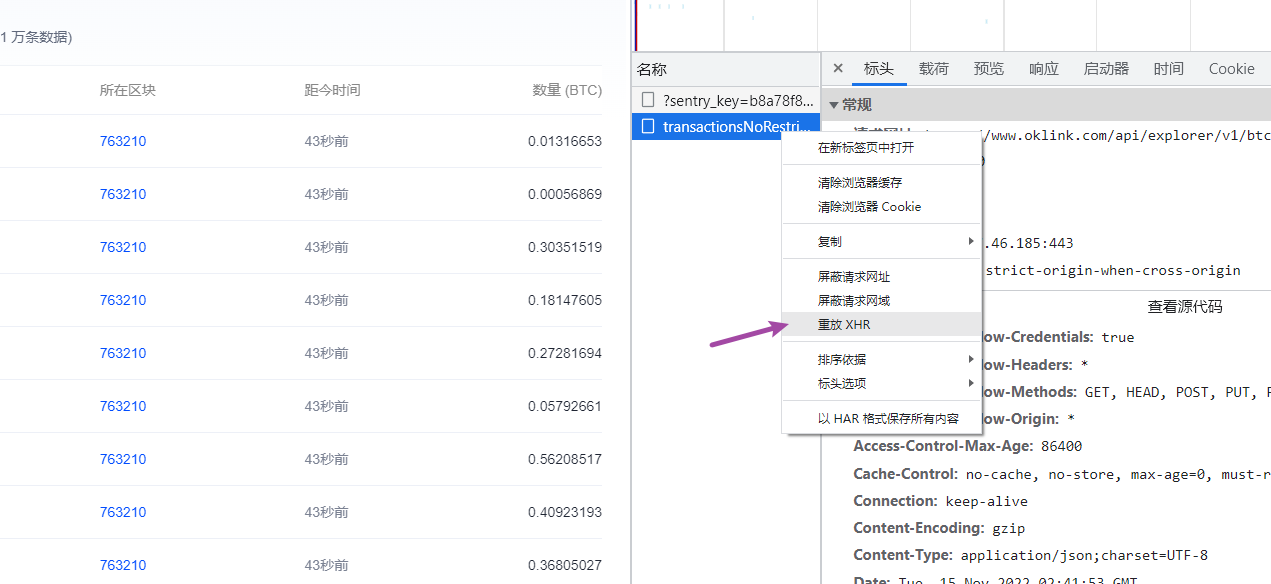 1 万条数据)
所在区块 距今时间 数量 (BTC)
763210 43秒前 0.01316653
763210 43秒前 0.00056869
763210 43秒前 0.30351519
763210 43秒前 0.18147605
763210 43秒前 0.27281694
763210 43秒前 0.05792661
763210 43秒前 0.56208517
763210 43秒前 0.40923193
763210 43秒前 0.36805027
名称
?sentry_key=b8a78f8...
transactionsNoRestri...
× 标头 载荷 预览 响应 启动器 时间 Cookie
常规
/www.oklink.com/api/explorer/v1/btc
.46.185:443
strict-origin-when-cross-origin
查看源代码
low-Credentials: true
low-Headers: *
low-Methods: GET, HEAD, POST, PUT,
low-Origin: *
Access-Control-Max-Age: 86400
Cache-Control: no-cache, no-store, max-age=0, must-r
Connection: keep-alive
Content-Encoding: gzip
Content-Type: application/json;charset=UTF-8
Date: Tue, 15 Nov 2022 02:41:53 GMT
在新标签页中打开
清除浏览器缓存
清除浏览器 Cookie
复制
屏蔽请求网址
屏蔽请求网域
重放 XHR
排序依据
标头选项
以 HAR 格式保存所有内容